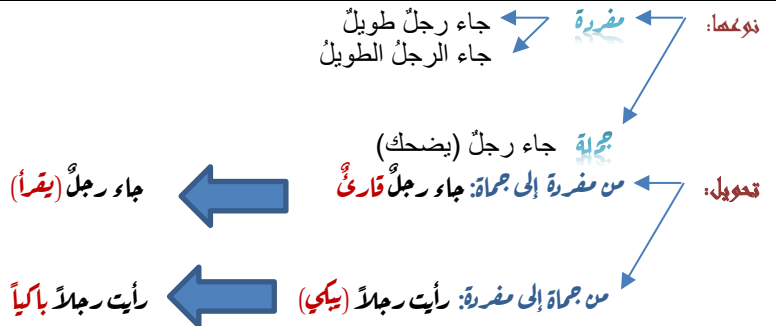 نوعها: مفردة جاء رجلٌ طويلٌ
جاء الرجلُ الطويلُ
جملة جاء رجلٌ (يضحك)
تحويل: من مفردة إلى جملة: جاء رجلٌ قارئٌ جاء رجلٌ (يقرأ)
من جملة إلى مفردة: رأيت رجلاً (يبكي) رأيت رجلاً باكياً